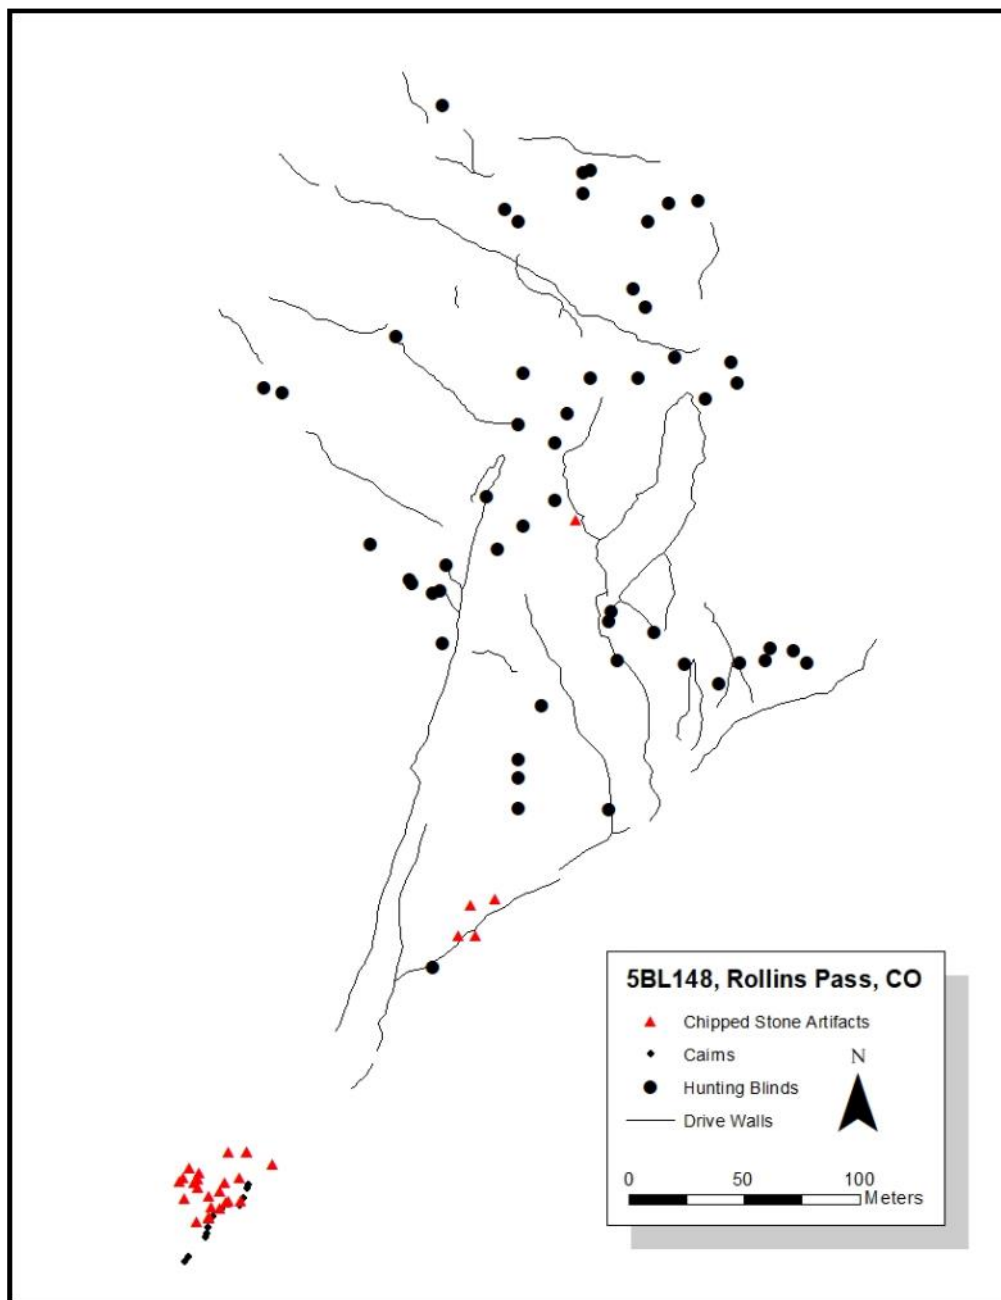 5BL148, Rollins Pass, CO
Chipped Stone Artifacts
Cairns
N
Hunting Blinds
Drive Walls
0 50 100
Meters